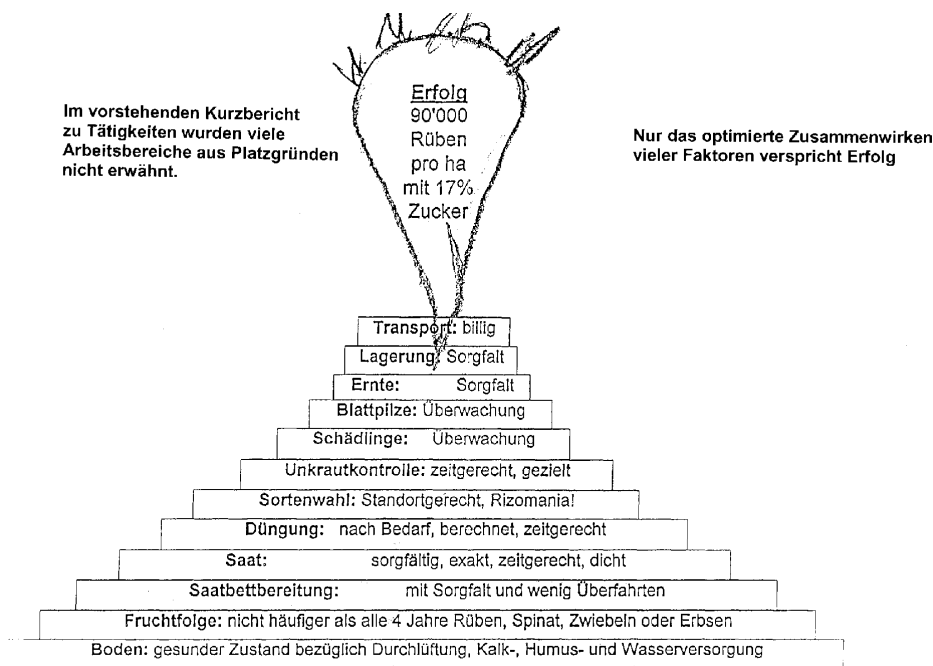 Im vorstehenden Kurzbericht
zu Tätigkeiten wurden viele
Arbeitsbereiche aus Platzgründen
nicht erwähnt.
Erfolg
90'000
Rüben
pro ha
mit 17%
Zucker
Nur das optimierte Zusammenwirken
vieler Faktoren verspricht Erfolg
Transport: billig
Lagerung: Sorgfalt
Ernte: Sorgfalt
Blattpilze: Überwachung
Schädlinge: Überwachung
Unkrautkontrolle: zeitgerecht, gezielt
Sortenwahl: Standortgerecht, Rizomania!
Düngung: nach Bedarf, berechnet, zeitgerecht
Saat: sorgfältig, exakt, zeitgerecht, dicht
Saatbettbereitung: mit Sorgfalt und wenig Überfahrten
Fruchtfolge: nicht häufiger als alle 4 Jahre Rüben, Spinat, Zwiebeln oder Erbsen
Boden: gesunder Zustand bezüglich Durchlüftung, Kalk-, Humus- und Wasserversorgung